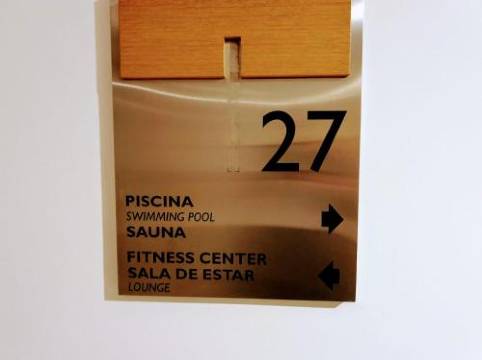 27
PISCINA
SWIMMING POOL
SAUNA
FITNESS CENTER
SALA DE ESTAR
LOUNGE